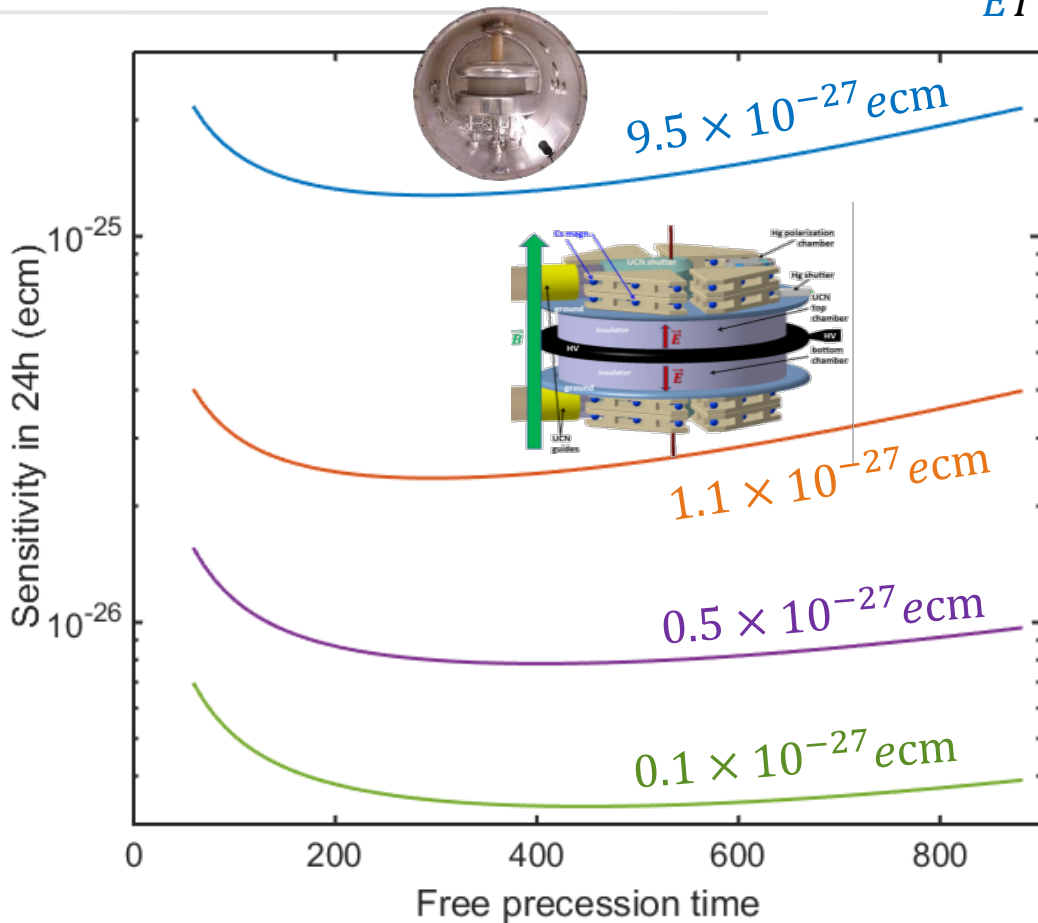 E T
9.5 × 10⁻²⁷ ecm
10⁻²⁵
Cs magn.
Hg polarization
chamber
UCN shutter
Hg shutter
ground
UCN
top
chamber
insulator
B⃗
E⃗
HV
HV
bottom
chamber
insulator
E⃗
ground
UCN
guides
1.1 × 10⁻²⁷ ecm
10⁻²⁶
0.5 × 10⁻²⁷ ecm
0.1 × 10⁻²⁷ ecm
Sensitivity in 24h (ecm)
0 200 400 600 800
Free precession time